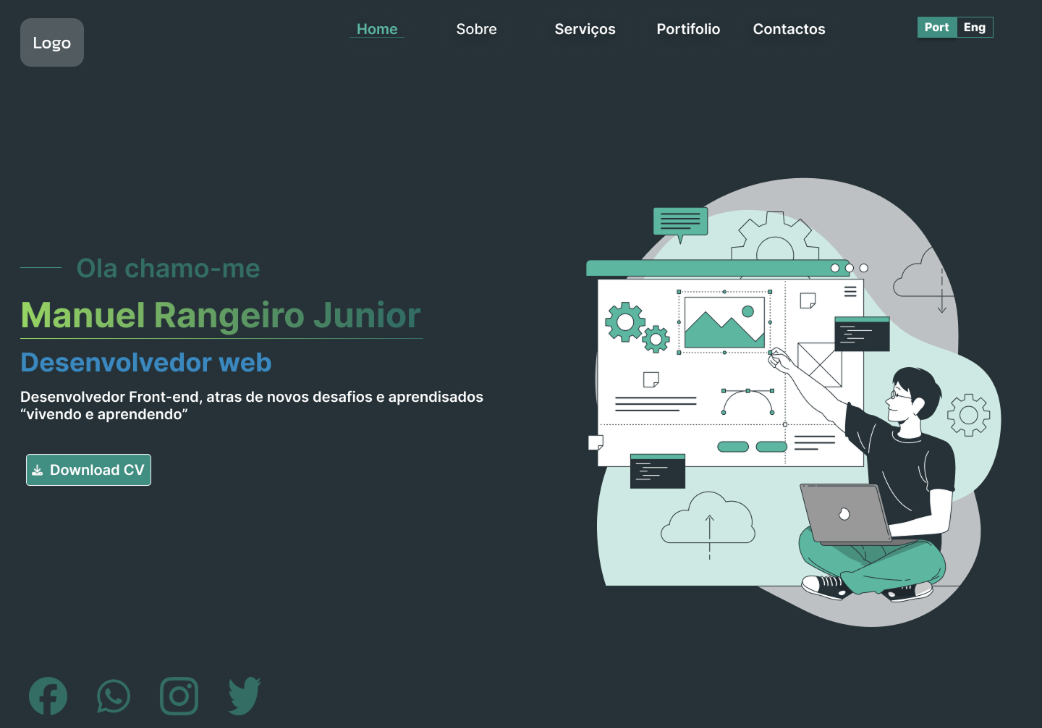 Logo
Home
Sobre
Serviços
Portifolio
Contactos
Port
Eng
Ola chamo-me
Manuel Rangeiro Junior
Desenvolvedor web
Desenvolvedor Front-end, atras de novos desafios e aprendisados
“vivendo e aprendendo”
Download CV